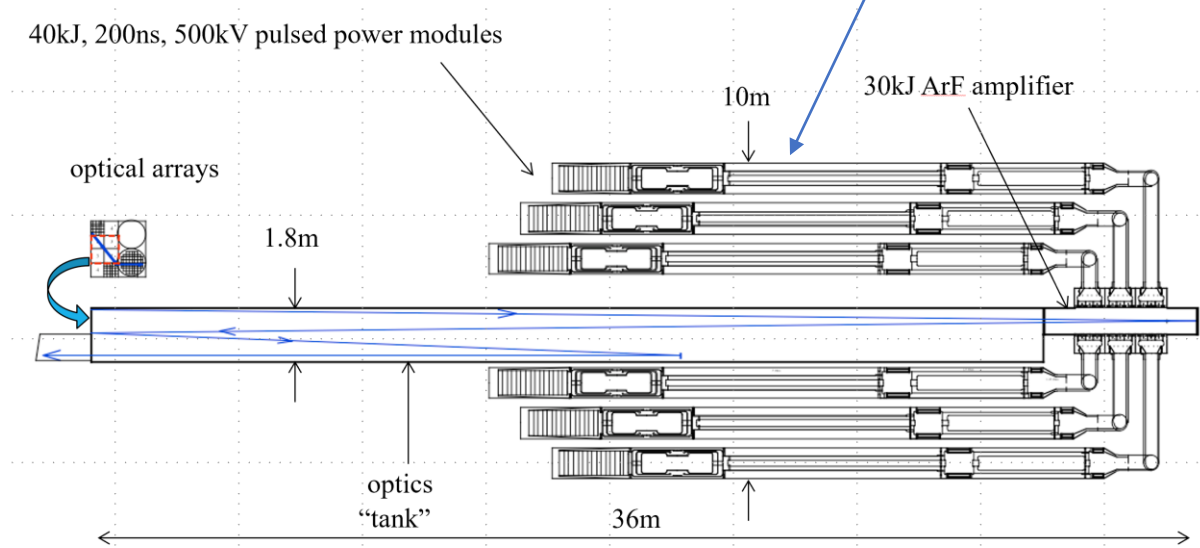 40kJ, 200ns, 500kV pulsed power modules
10m
30kJ ArF amplifier
optical arrays
1.8m
optics
“tank”
36m